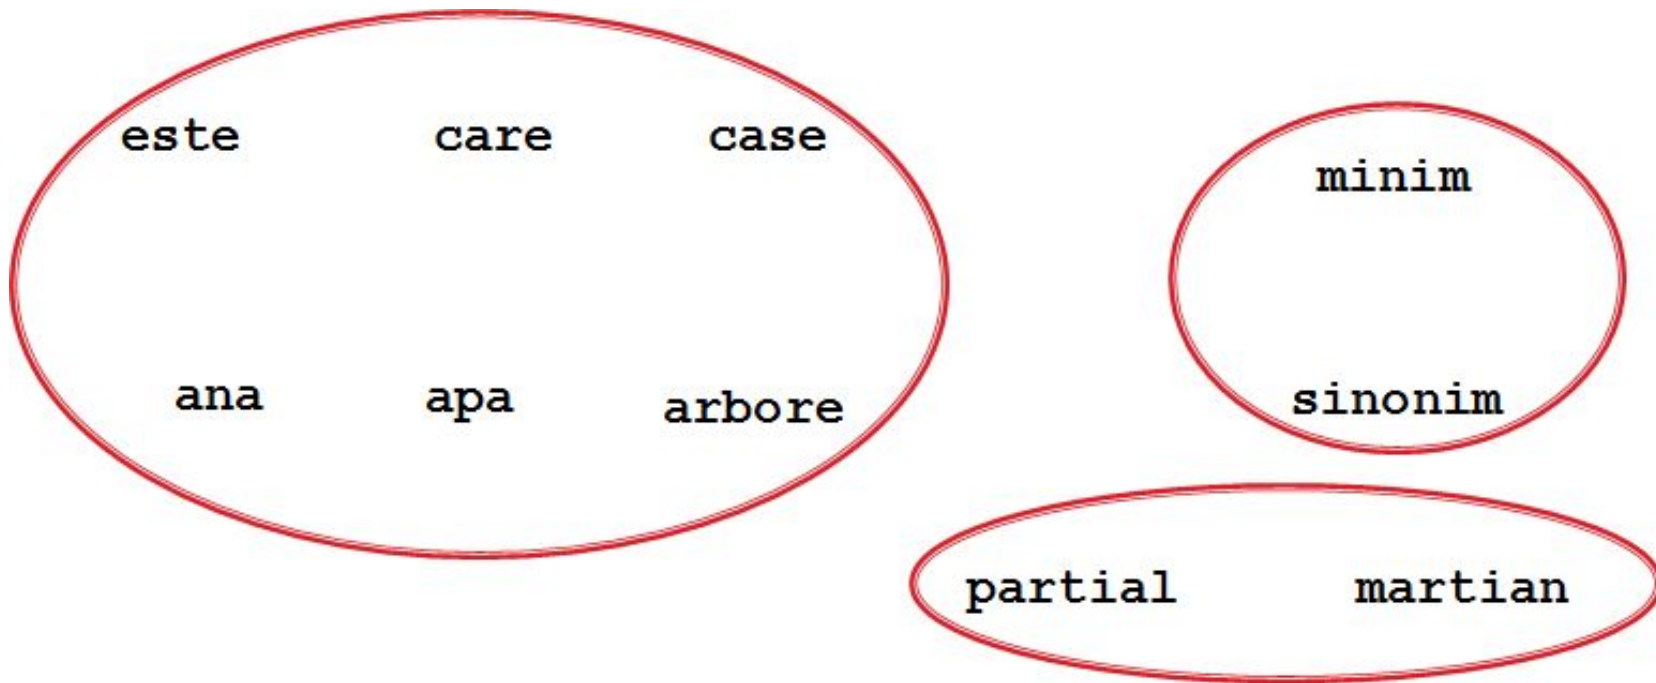 este care case
minim
ana apa arbore
sinonim
partial martian